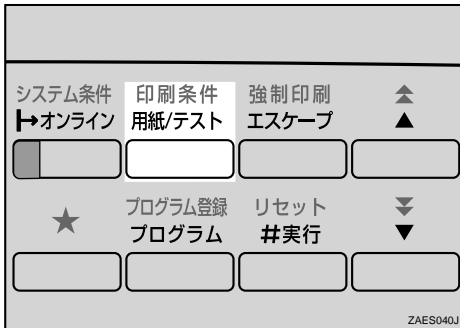 システム条件 印刷条件 強制印刷
オンライン 用紙/テスト エスケープ ▲
★ プログラム登録 リセット
プログラム #実行 ▼
ZAES040J